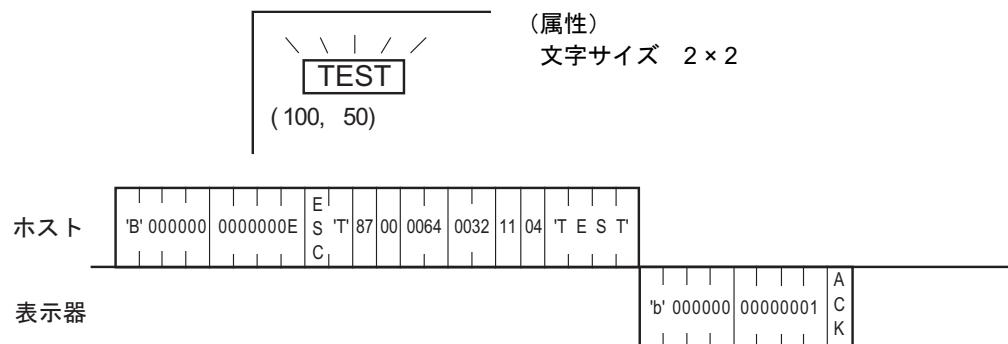 (属性)
文字サイズ 2 × 2
TEST
( 100, 50)
ホスト 'B' 000000 0000000E ESC 'T' 87 00 0064 0032 11 04 'T E S T'
表示器 'b' 000000 00000001 ACK